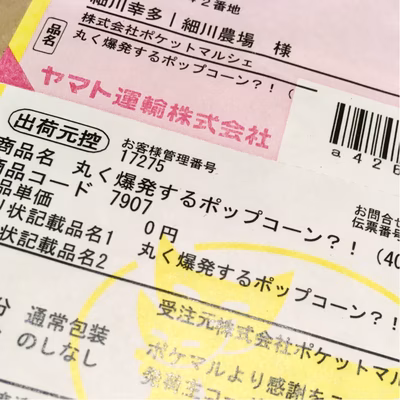 2番地
細川幸多|細川農場 様
品名
株式会社ポケットマルシェ
丸く爆発するポップコーン?!(
ヤマト運輸株式会社
a426
出荷元控
お客様管理番号
17275
商品名 丸く爆発するポップコーン?!(40
商品コード 7907
品単価 0円
状記載品名1 丸く爆発するポップコーン?!
状記載品名2
お問合
伝票番号
分 通常包装
のしなし
受注元株式会社ポケットマル
ポケマルより感謝を